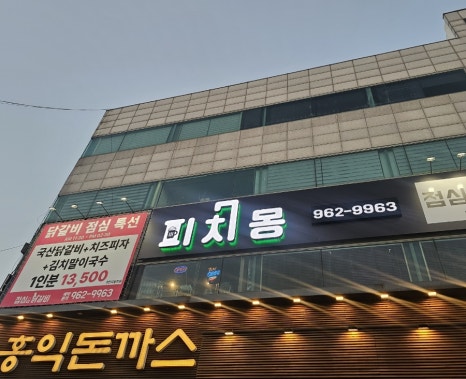 닭갈비 점심 특선
국산닭갈비+치즈피자
+김치말이국수
1인분 13,500
962-9963
피치몽
962-9963
점심
홍익돈까스